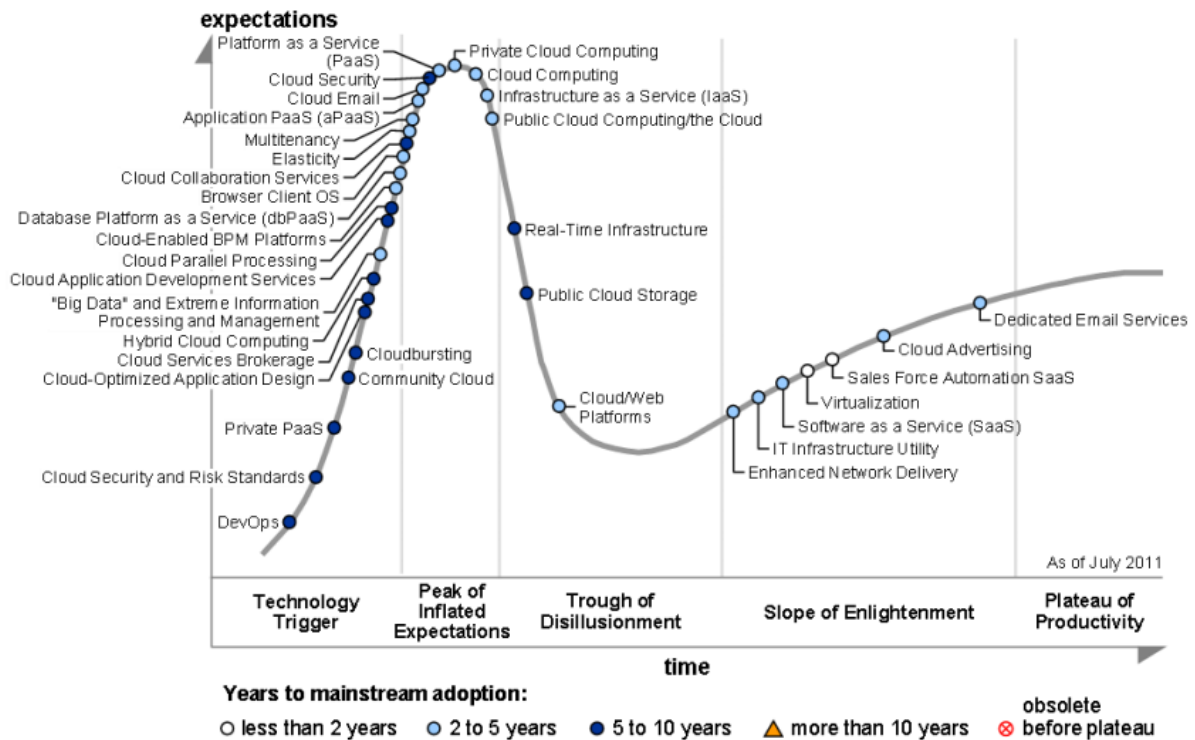 expectations
Platform as a Service
(PaaS)
Cloud Security
Cloud Email
Application PaaS (aPaaS)
Multitenancy
Elasticity
Cloud Collaboration Services
Browser Client OS
Database Platform as a Service (dbPaaS)
Cloud-Enabled BPM Platforms
Cloud Parallel Processing
Cloud Application Development Services
"Big Data" and Extreme Information
Processing and Management
Hybrid Cloud Computing
Cloud Services Brokerage
Cloud-Optimized Application Design
Cloudbursting
Community Cloud
Private PaaS
Cloud Security and Risk Standards
DevOps
Private Cloud Computing
Cloud Computing
Infrastructure as a Service (IaaS)
Public Cloud Computing/the Cloud
Real-Time Infrastructure
Public Cloud Storage
Cloud/Web
Platforms
Dedicated Email Services
Cloud Advertising
Sales Force Automation SaaS
Virtualization
Software as a Service (SaaS)
IT Infrastructure Utility
Enhanced Network Delivery
As of July 2011
Technology
Trigger
Peak of
Inflated
Expectations
Trough of
Disillusionment
Slope of Enlightenment
Plateau of
Productivity
time
Years to mainstream adoption:
less than 2 years
2 to 5 years
5 to 10 years
more than 10 years
obsolete
before plateau